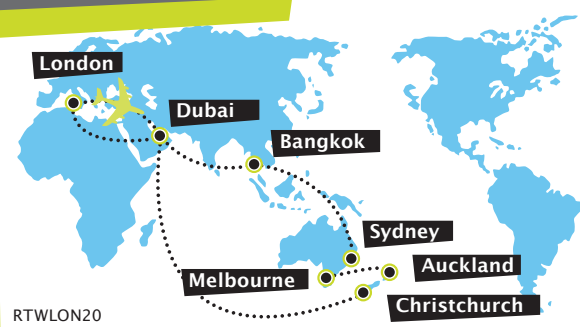 London
Dubai
Bangkok
Sydney
Auckland
Melbourne
Christchurch
RTWLON20